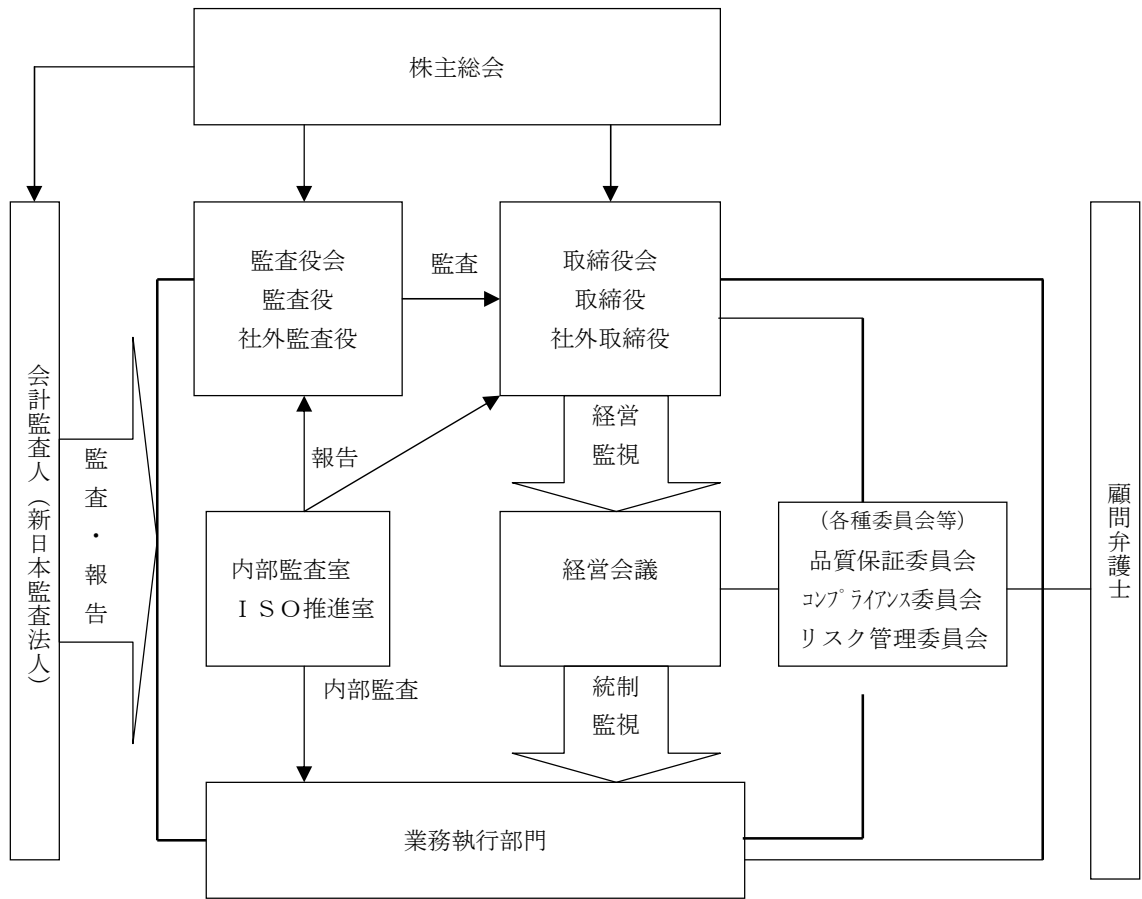 株主総会
監査役会
監査役
社外監査役
監査
取締役会
取締役
社外取締役
会計監査人（新日本監査法人）
監査・報告
報告
経営
監視
顧問弁護士
内部監査室
ＩＳＯ推進室
経営会議
（各種委員会等）
品質保証委員会
ｺﾝﾌﾟﾗｲｱﾝｽ委員会
リスク管理委員会
内部監査
統制
監視
業務執行部門